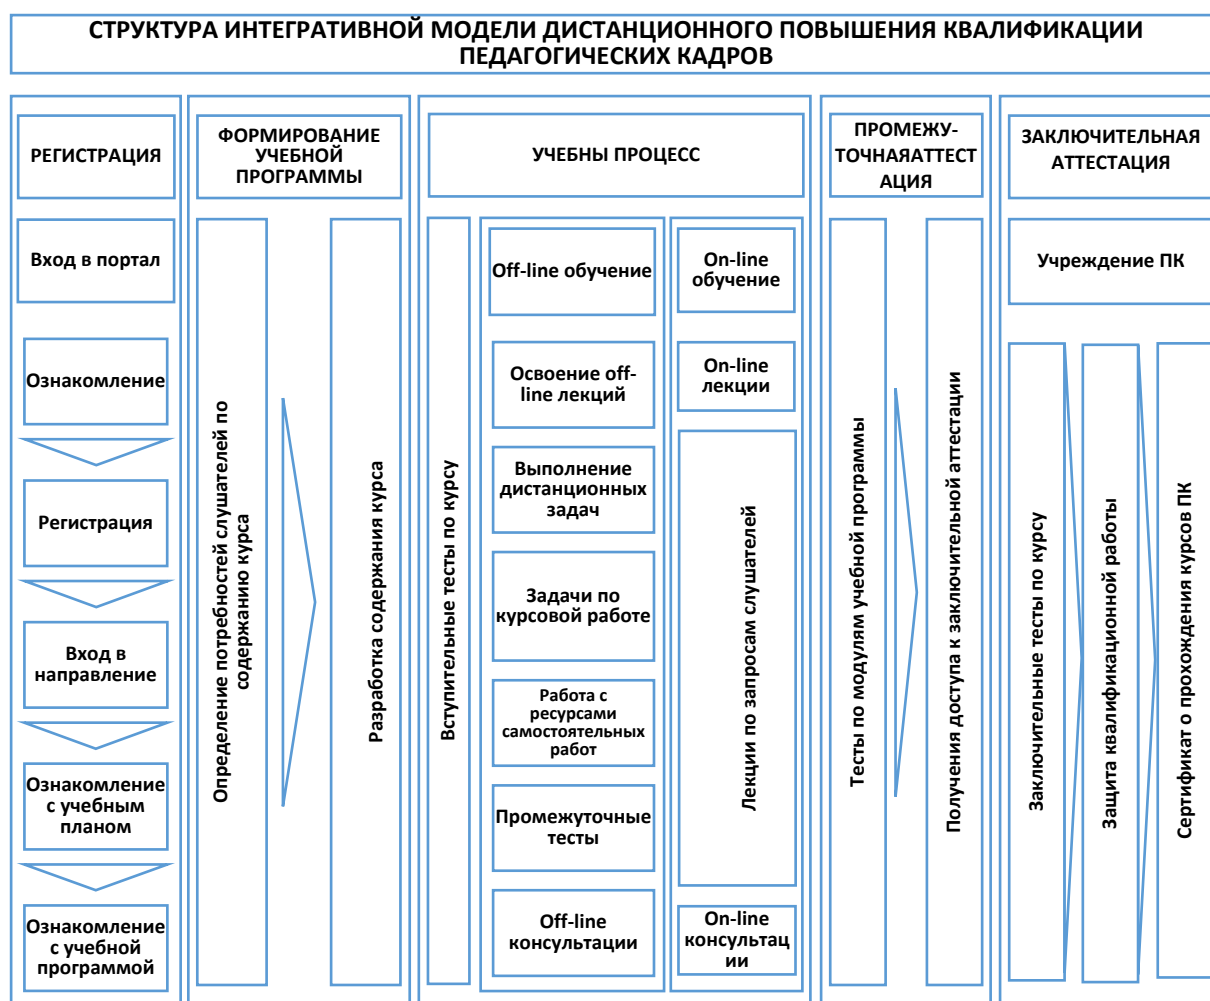 СТРУКТУРА ИНТЕГРАТИВНОЙ МОДЕЛИ ДИСТАНЦИОННОГО ПОВЫШЕНИЯ КВАЛИФИКАЦИИ
ПЕДАГОГИЧЕСКИХ КАДРОВ
РЕГИСТРАЦИЯ
Вход в портал
Ознакомление
Регистрация
Вход в
направление
Ознакомление
с учебным
планом
Ознакомление
с учебной
программой
ФОРМИРОВАНИЕ
УЧЕБНОЙ
ПРОГРАММЫ
Определение потребностей слушателей по
содержанию курса
Разработка содержания курса
УЧЕБНЫ ПРОЦЕСС
Вступительные тесты по курсу
Off-line обучение
Освоение off-
line лекций
Выполнение
дистанционных
задач
Задачи по
курсовой работе
Работа с
ресурсами
самостоятельных
работ
Промежуточные
тесты
Off-line
консультации
On-line
обучение
On-line
лекции
Лекции по запросам слушателей
On-line
консультац
ии
ПРОМЕЖУ-
ТОЧНАЯАТТЕСТ
АЦИЯ
Тесты по модулям учебной программы
Получения доступа к заключительной аттестации
ЗАКЛЮЧИТЕЛЬНАЯ
АТТЕСТАЦИЯ
Учреждение ПК
Заключительные тесты по курсу
Защита квалификационной работы
Сертификат о прохождения курсов ПК